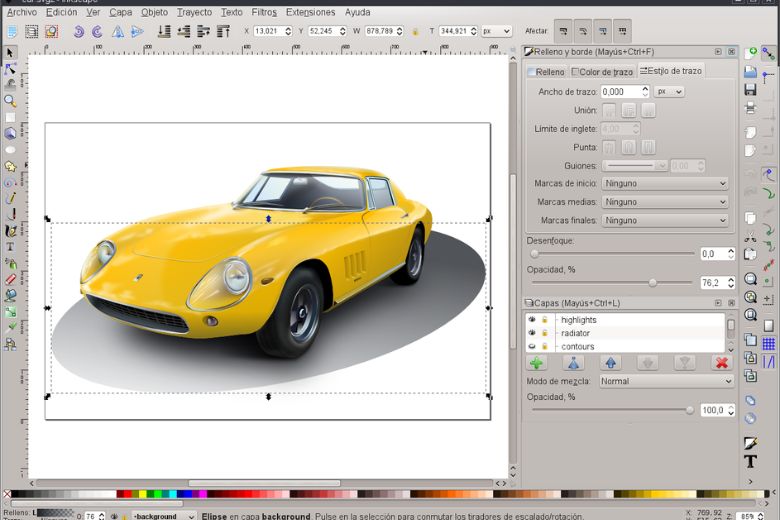 Archivo Edición Ver Capa Objeto Trayecto Texto Filtros Extensiones Ayuda
X 13,021 Y 52,245 W 878,789 T 344,921 px Afectar:
Relleno y borde (Mayús+Ctrl+F)
Relleno Color de trazo Estilo de trazo
Ancho de trazo: 0,000 px
Unión:
Límite de inglete: 4,00
Punta:
Guiones: 0,00
Marcas de inicio: Ninguno
Marcas medias: Ninguno
Marcas finales: Ninguno
Desenfoque:
0,0
Opacidad, %
76,2
Capas (Mayús+Ctrl+L)
highlights
radiator
contours
Modo de mezcla: Normal
Opacidad, %
100,0
Relleno: L O: 76 •background Elipse en capa background. Pulse en la selección para conmutar los tiradores de escalado/rotación. X: 769,92 Z: 85%